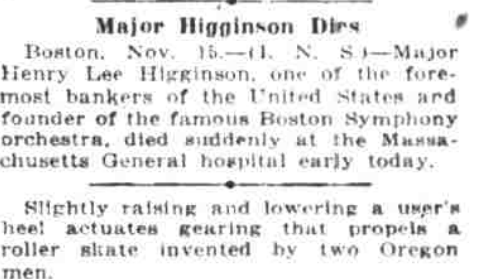 Major Higginson Dies
Boston, Nov. 15.—(I. N. S.)—Major
Henry Lee Higginson, one of the fore-
most bankers of the United States and
founder of the famous Boston Symphony
orchestra, died suddenly at the Massa-
chusetts General hospital early today.
Slightly raising and lowering a user's
heel actuates gearing that propels a
roller skate invented by two Oregon
men.